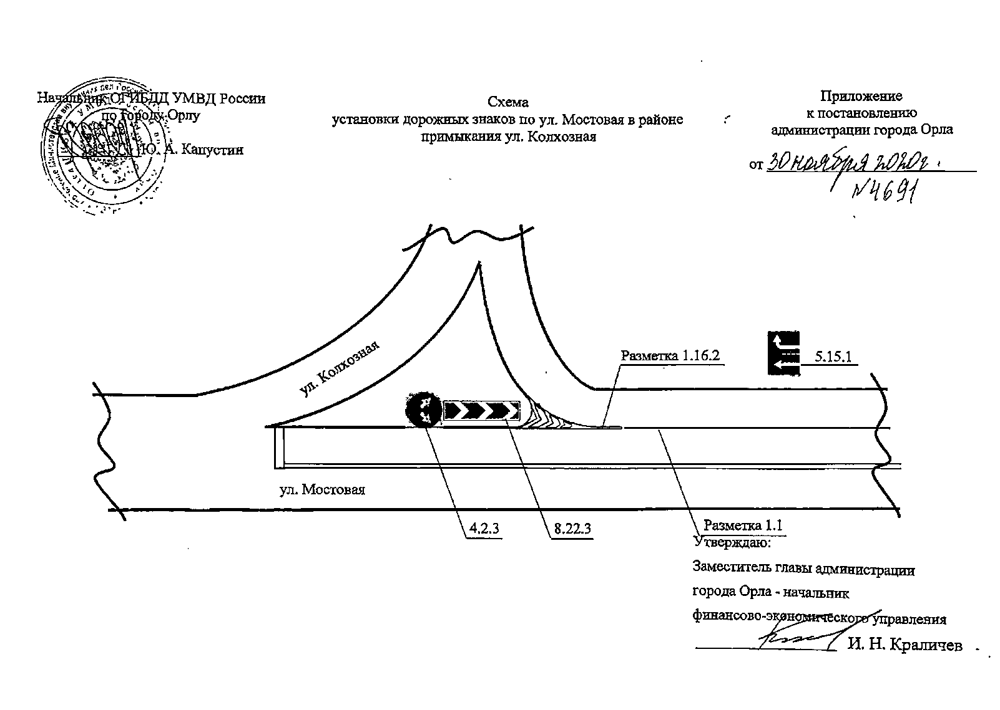 Начальник ОГИБДД УМВД России
по городу Орлу
Ю. А. Капустин
Схема
установки дорожных знаков по ул. Мостовая в районе
примыкания ул. Колхозная
Приложение
к постановлению
администрации города Орла
от 30 ноября 2020г.
№4691
ул. Колхозная
Разметка 1.16.2
5.15.1
ул. Мостовая
4.2.3
8.22.3
Разметка 1.1
Утверждаю:
Заместитель главы администрации
города Орла - начальник
финансово-экономического управления
И. Н. Краличев